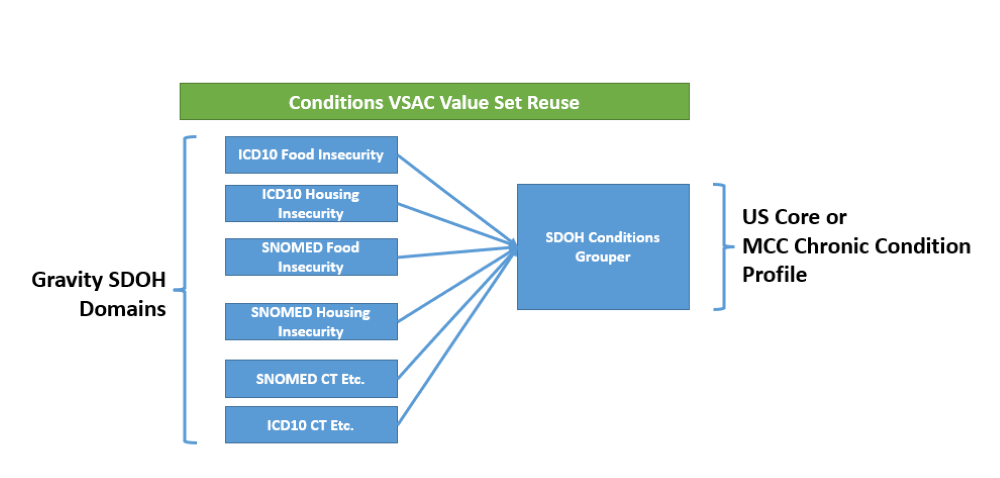 Conditions VSAC Value Set Reuse
Gravity SDOH
Domains
ICD10 Food Insecurity
ICD10 Housing
Insecurity
SNOMED Food
Insecurity
SNOMED Housing
Insecurity
SNOMED CT Etc.
ICD10 CT Etc.
SDOH Conditions
Grouper
US Core or
MCC Chronic Condition
Profile